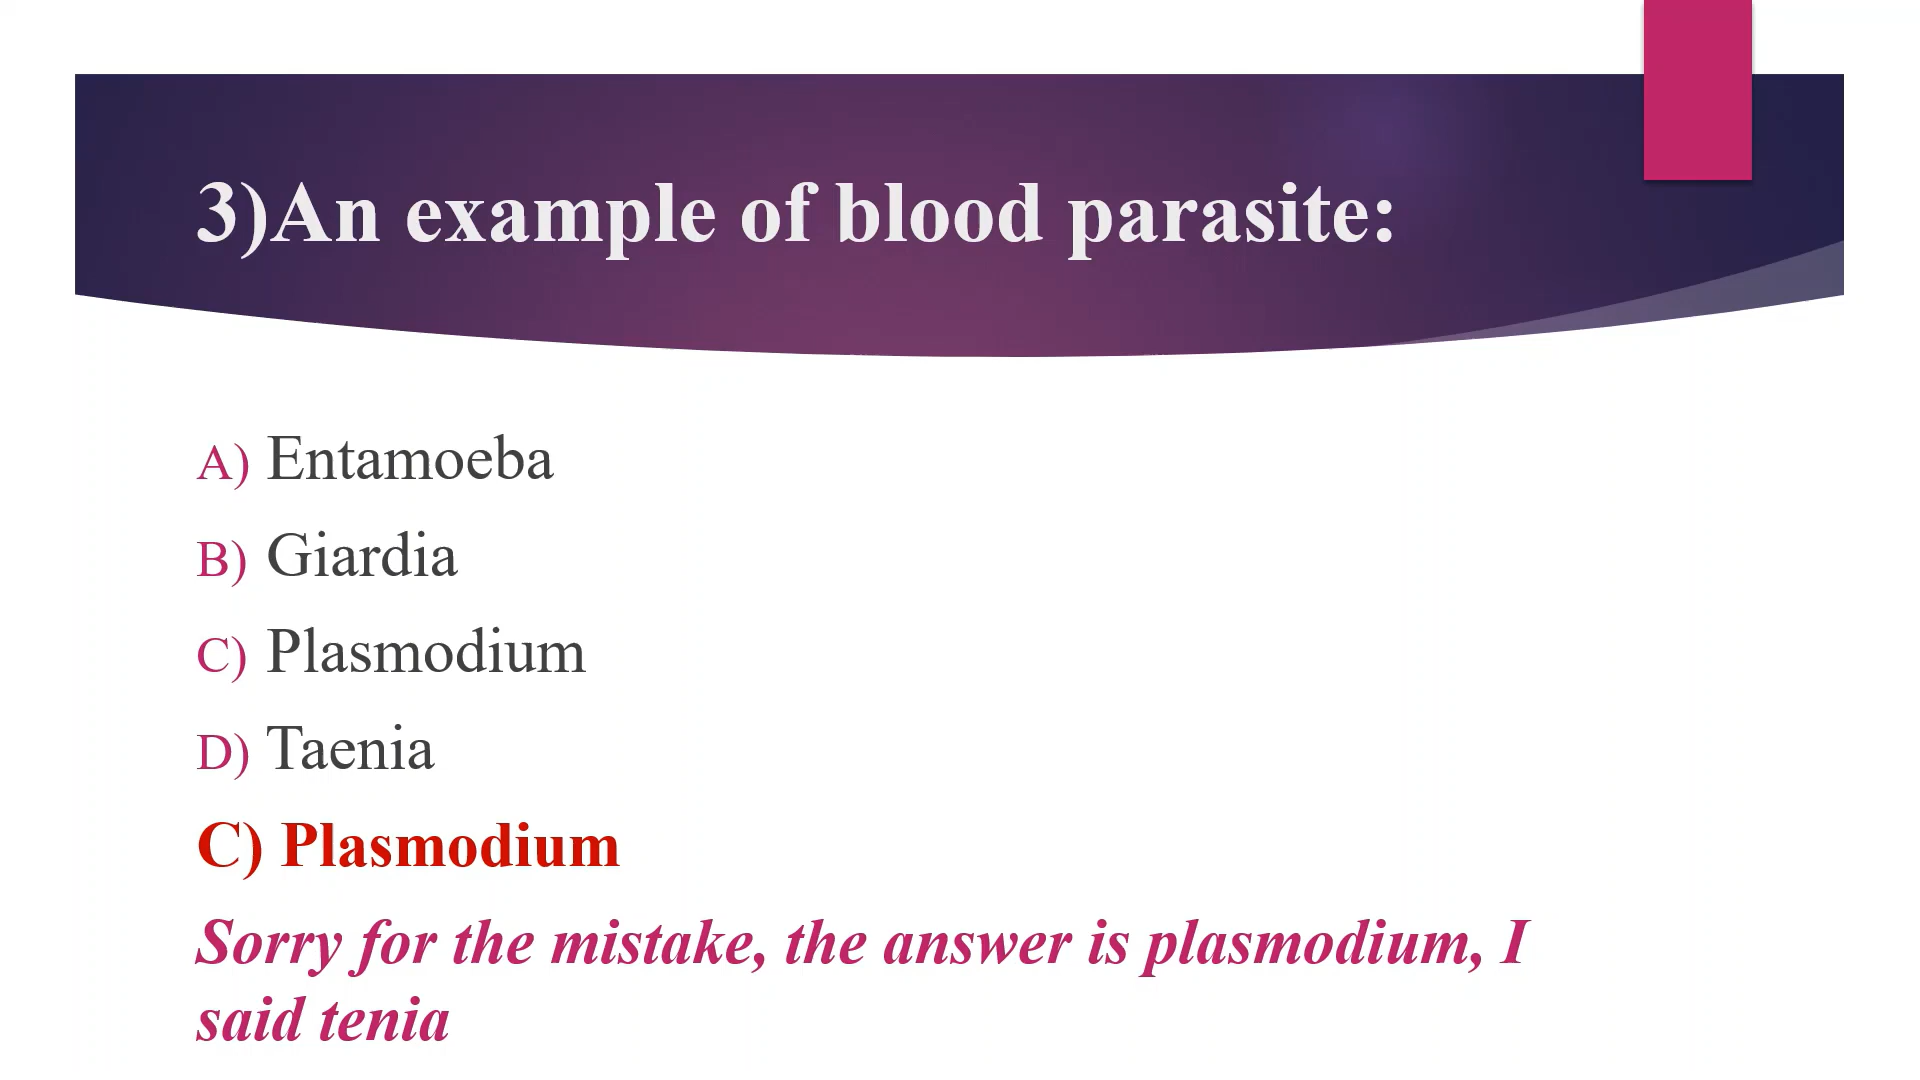 3)An example of blood parasite:
A) Entamoeba
B) Giardia
C) Plasmodium
D) Taenia
C) Plasmodium
Sorry for the mistake, the answer is plasmodium, I
said tenia